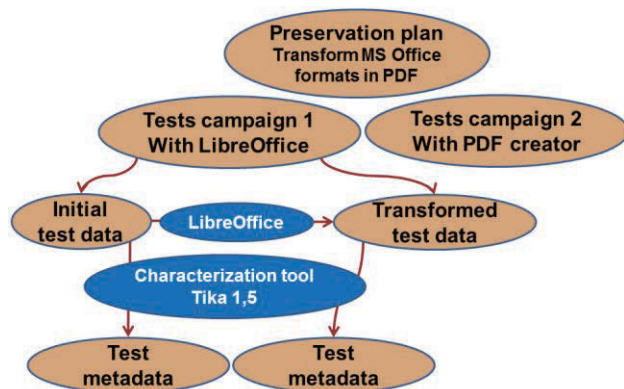 Preservation plan
Transform MS Office
formats in PDF
Tests campaign 1
With LibreOffice
Tests campaign 2
With PDF creator
Initial
test data
LibreOffice
Transformed
test data
Characterization tool
Tika 1,5
Test
metadata
Test
metadata